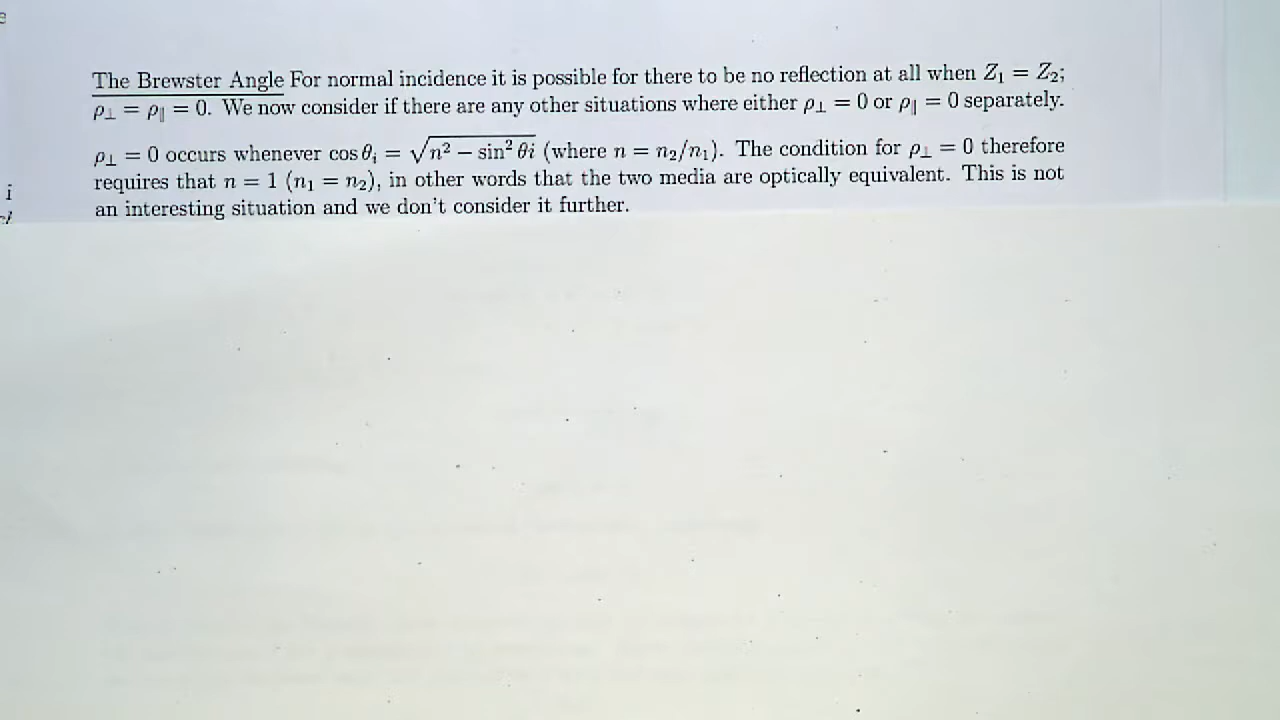 The Brewster Angle For normal incidence it is possible for there to be no reflection at all when Z₁ = Z₂;
ρ⊥ = ρ∥ = 0. We now consider if there are any other situations where either ρ⊥ = 0 or ρ∥ = 0 separately.
ρ⊥ = 0 occurs whenever cos θᵢ = √(n² − sin² θi) (where n = n₂/n₁). The condition for ρ⊥ = 0 therefore
requires that n = 1 (n₁ = n₂), in other words that the two media are optically equivalent. This is not
an interesting situation and we don't consider it further.